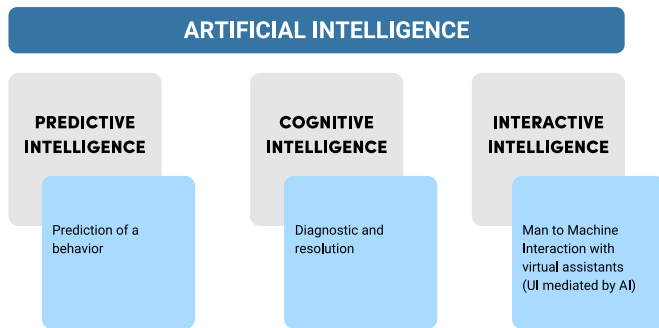 ARTIFICIAL INTELLIGENCE
PREDICTIVE
INTELLIGENCE
Prediction of a
behavior
COGNITIVE
INTELLIGENCE
Diagnostic and
resolution
INTERACTIVE
INTELLIGENCE
Man to Machine
Interaction with
virtual assistants
(UI mediated by AI)